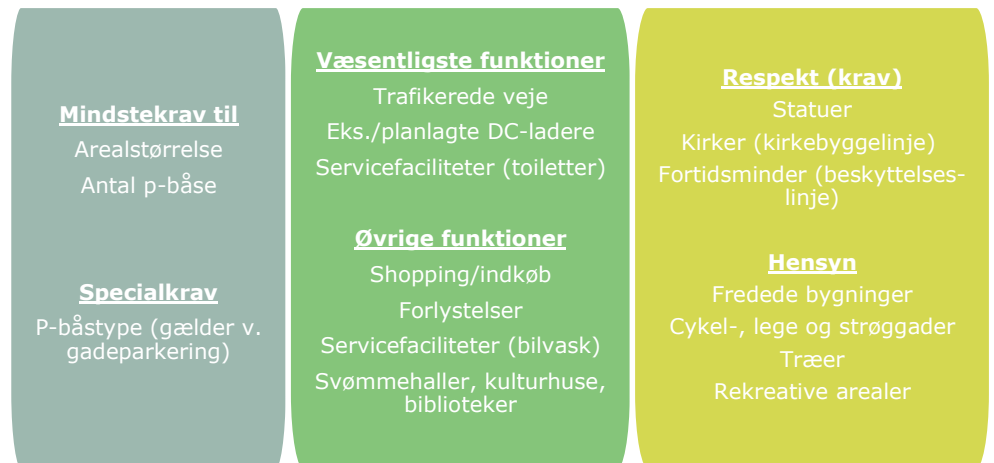 Mindstekrav til
Arealstørrelse
Antal p-båse
Specialkrav
P-båstype (gælder v.
gadeparkering)
Væsentligste funktioner
Trafikerede veje
Eks./planlagte DC-ladere
Servicefaciliteter (toiletter)
Øvrige funktioner
Shopping/indkøb
Forlystelser
Servicefaciliteter (bilvask)
Svømmehaller, kulturhuse,
biblioteker
Respekt (krav)
Statuer
Kirker (kirkebyggelinje)
Fortidsminder (beskyttelses-
linje)
Hensyn
Fredede bygninger
Cykel-, lege og strøggader
Træer
Rekreative arealer